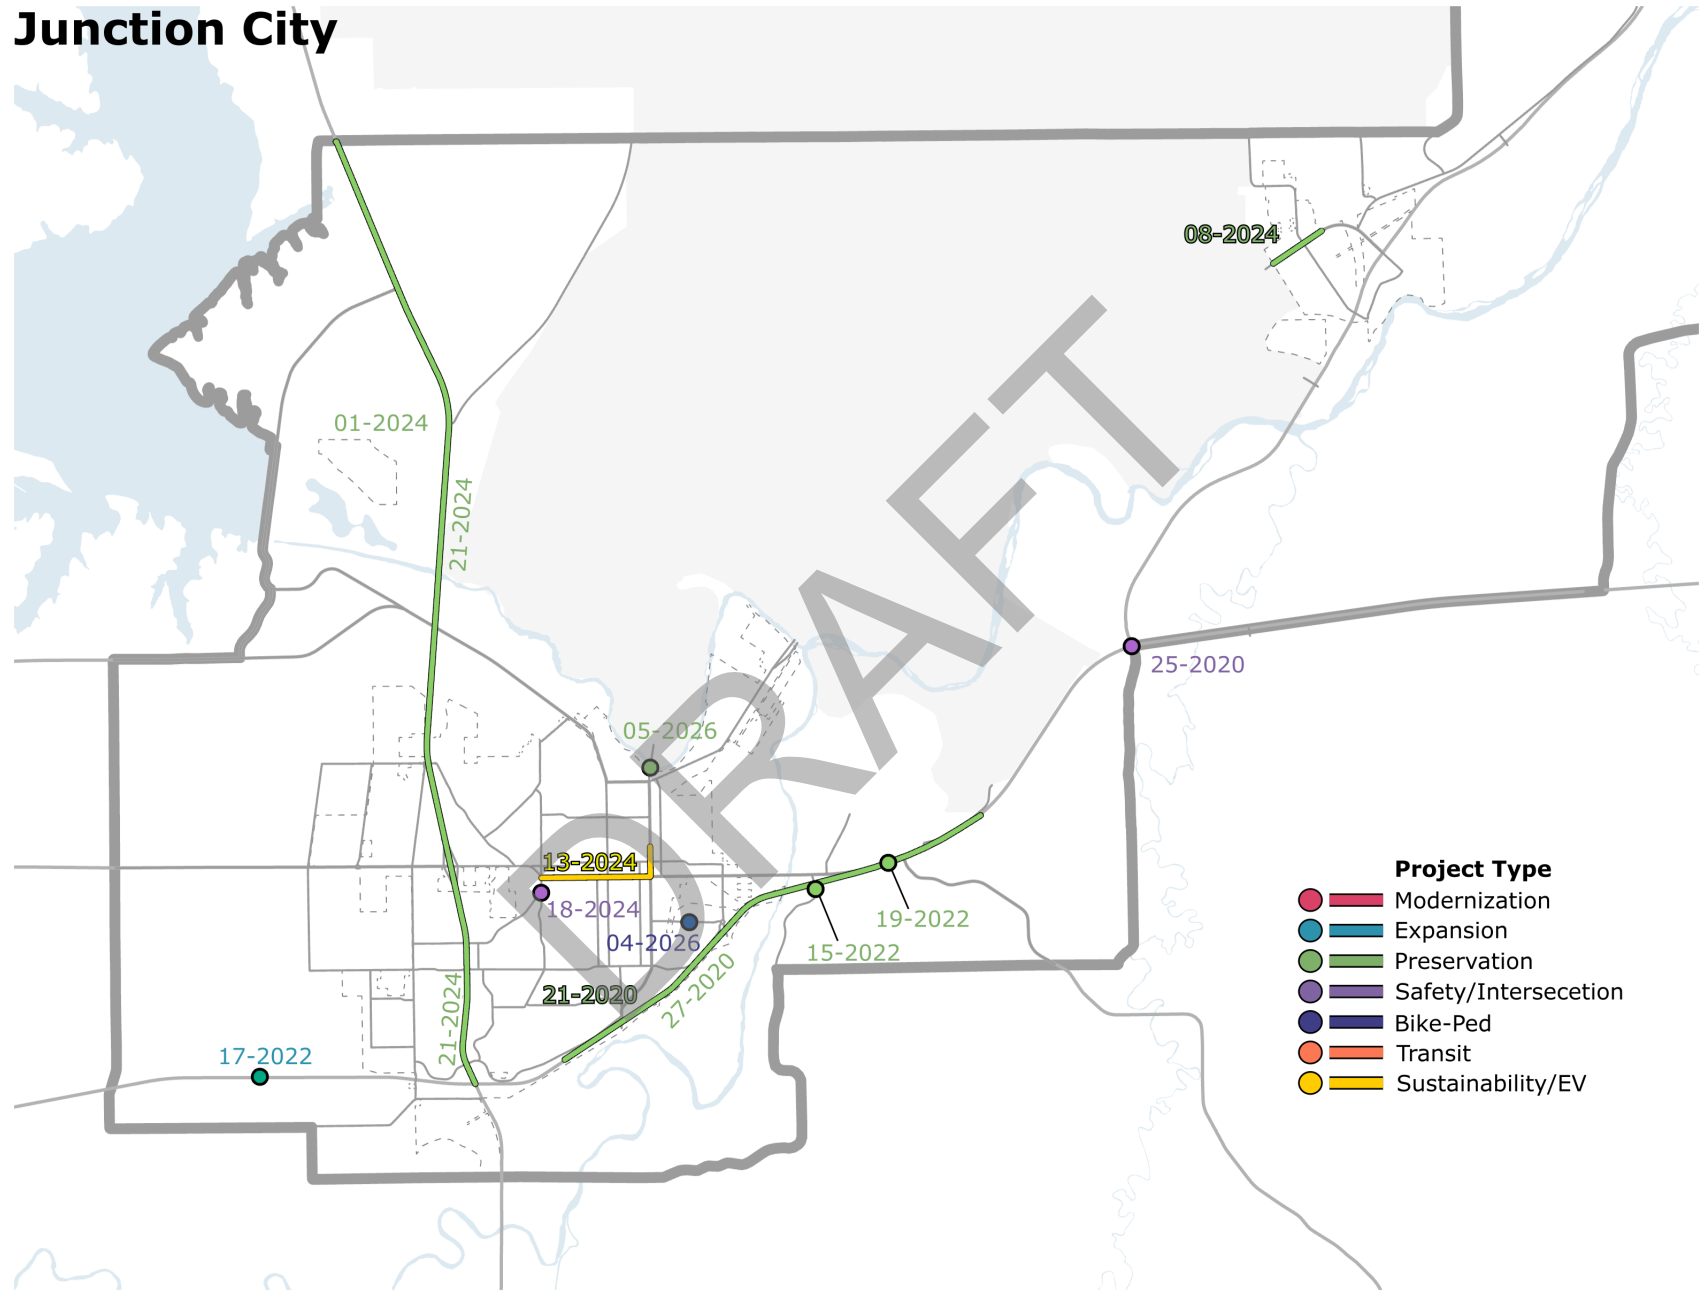 Junction City
08-2024
01-2024
21-2024
25-2020
05-2026
DRAFT
13-2024
18-2024
04-2026
19-2022
15-2022
21-2020
27-2020
21-2024
17-2022
Project Type
Modernization
Expansion
Preservation
Safety/Intersecetion
Bike-Ped
Transit
Sustainability/EV